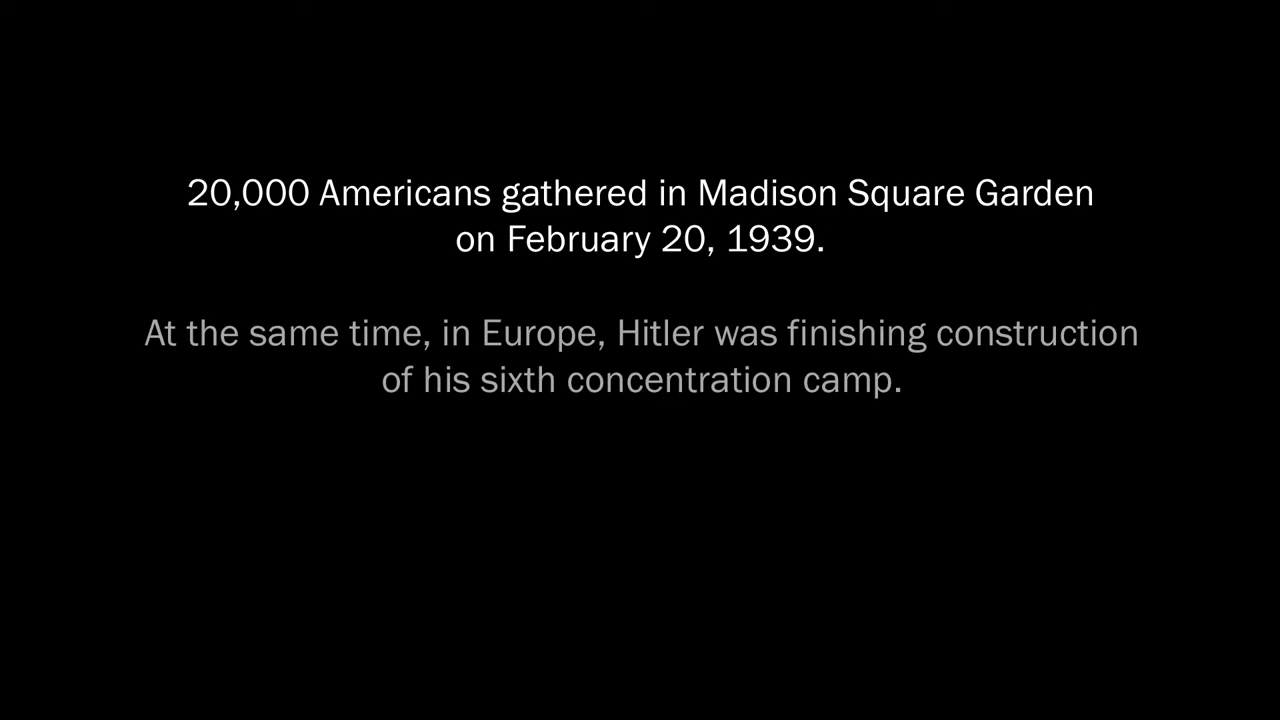 20,000 Americans gathered in Madison Square Garden
on February 20, 1939.
At the same time, in Europe, Hitler was finishing construction
of his sixth concentration camp.